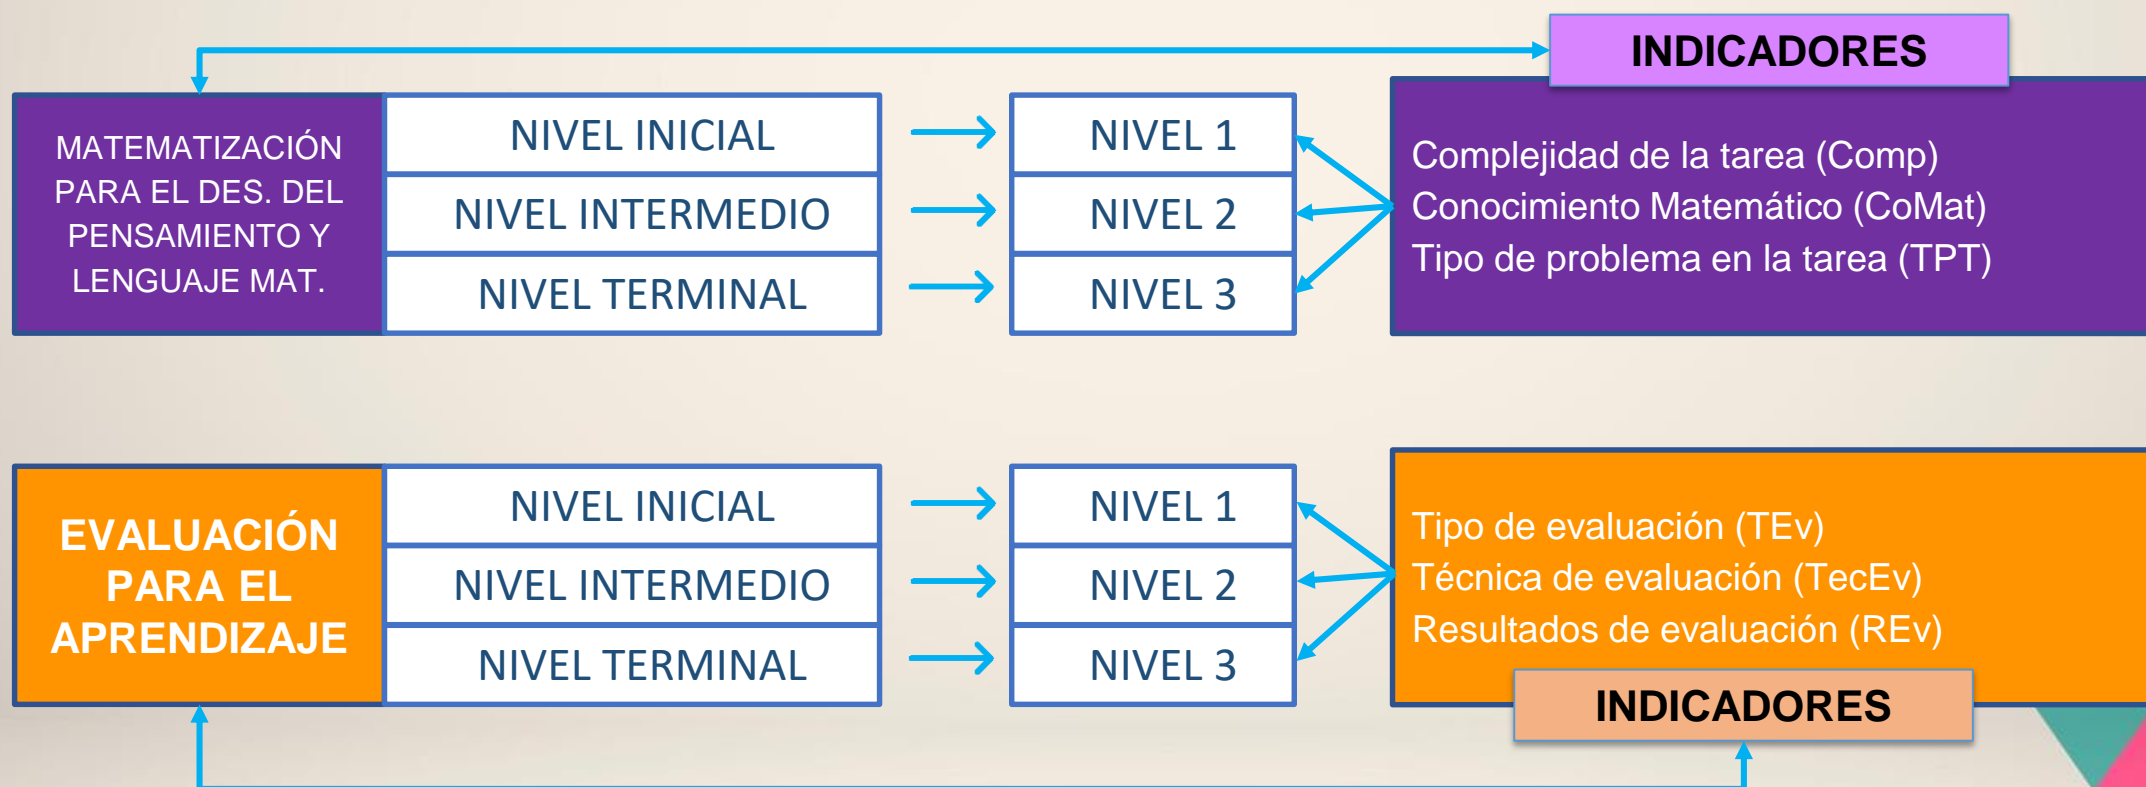 INDICADORES
MATEMATIZACIÓN
PARA EL DES. DEL
PENSAMIENTO Y
LENGUAJE MAT.
NIVEL INICIAL
NIVEL INTERMEDIO
NIVEL TERMINAL
NIVEL 1
NIVEL 2
NIVEL 3
Complejidad de la tarea (Comp)
Conocimiento Matemático (CoMat)
Tipo de problema en la tarea (TPT)
EVALUACIÓN
PARA EL
APRENDIZAJE
NIVEL INICIAL
NIVEL INTERMEDIO
NIVEL TERMINAL
NIVEL 1
NIVEL 2
NIVEL 3
Tipo de evaluación (TEv)
Técnica de evaluación (TecEv)
Resultados de evaluación (REv)
INDICADORES